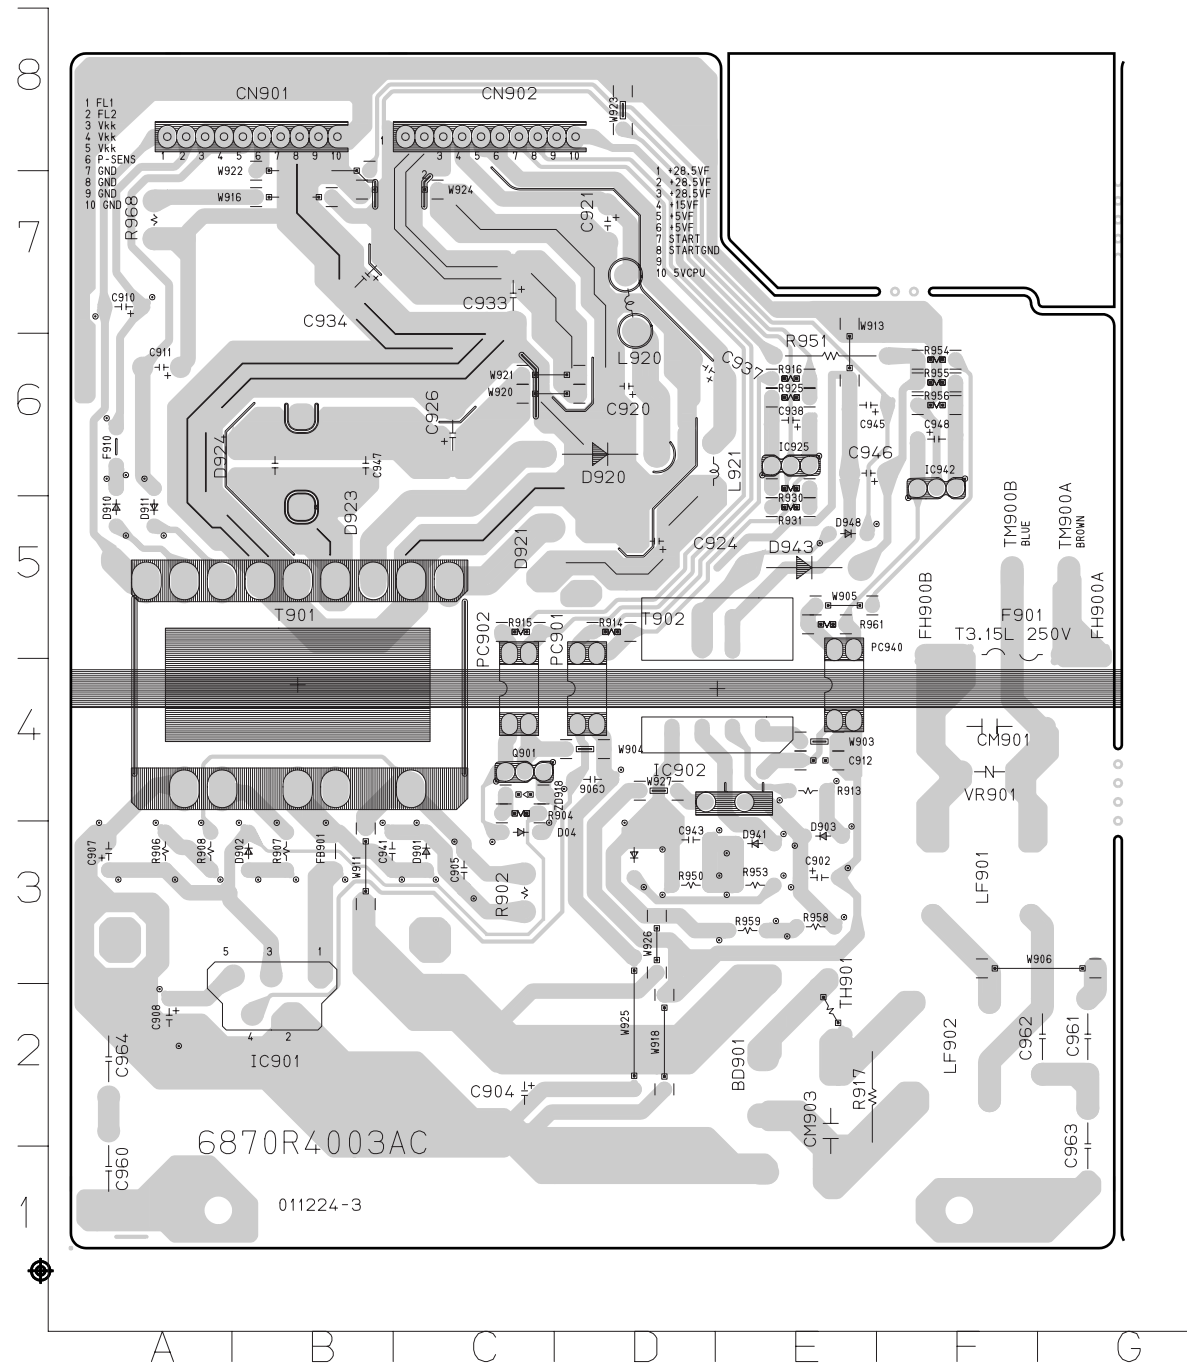 8
CN901
CN902
W923
1 FL1
2 FL2
3 Vkk
4 Vkk
5 Vkk
6 P-SENS
7 GND
8 GND
9 GND
10 GND
1 2 3 4 5 6 7 8 9 10
1
3 4 5 6 7 8 9 10
2
W922
W916
W924
C921
1 +28.5VF
2 +28.5VF
3 +28.5VF
4 +15VF
5 +5VF
6 +5VF
7 START
8 STARTGND
9
10 5VCPU
R968
7
C910
C933
C934
W913
C911
R951
L920
C937
R954
R916
R955
W921
R925
R956
W920
6
C926
C920
C938
C945
C948
F910
D924
C947
IC925
C946
D920
L921
IC942
D910
D911
D923
R930
R931
D948
TM900B
BLUE
TM900A
BROWN
D921
C924
D943
5
T901
W905
FH900B
F901
T3.15L 250V
FH900A
PC902
R915
PC901
R914
T902
R961
PC940
4
Q901
W904
W903
CM901
C906
IC902
C912
ZD918
W927
R913
VR901
R904
D04
C943
D941
D903
C907
R906
R908
D902
R907
FB901
W911
C941
D901
C905
R902
R950
R953
C902
LF901
3
R959
R958
W926
5 3 1
W906
TH901
C908
W925
W918
4 2
IC901
C964
2
C904
BD901
R917
LF902
C962
C961
CM903
6870R4003AC
C963
C960
1
011224-3
A B C D E F G